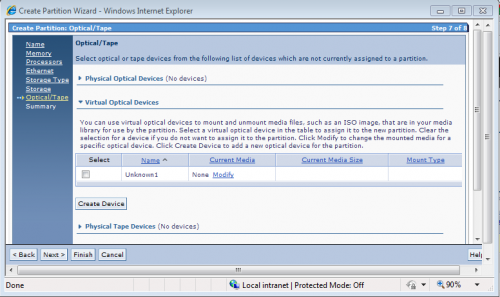 Create Partition Wizard - Windows Internet Explorer
Create Partition: Optical/Tape
Step 7 of 8
Name
Memory
Processors
Ethernet
Storage Type
Storage
Optical/Tape
Summary
Optical/Tape
Select optical or tape devices from the following list of devices which are not currently assigned to a partition.
Physical Optical Devices (No devices)
Virtual Optical Devices
You can use virtual optical devices to mount and unmount media files, such as an ISO image, that are in your media
library for use by the partition. Select a virtual optical device in the table to assign it to the new partition. Clear the
selection for a device if you do not want to assign it to the partition. Click Modify to change the mounted media for a
specific optical device. Click Create Device to add a new optical device for the partition.
Select Name Current Media Current Media Size Mount Type
Unknown1 None Modify
Create Device
Physical Tape Devices (No devices)
< Back Next > Finish Cancel Help
Done Local intranet | Protected Mode: Off 90%